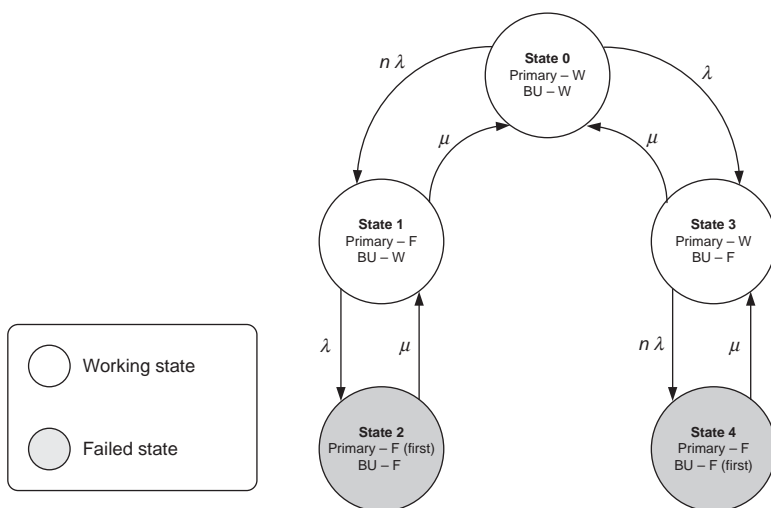 State 0
Primary – W
BU – W
n λ
λ
μ
μ
State 1
Primary – F
BU – W
State 3
Primary – W
BU – F
λ
μ
n λ
μ
Working state
Failed state
State 2
Primary – F (first)
BU – F
State 4
Primary – F
BU – F (first)